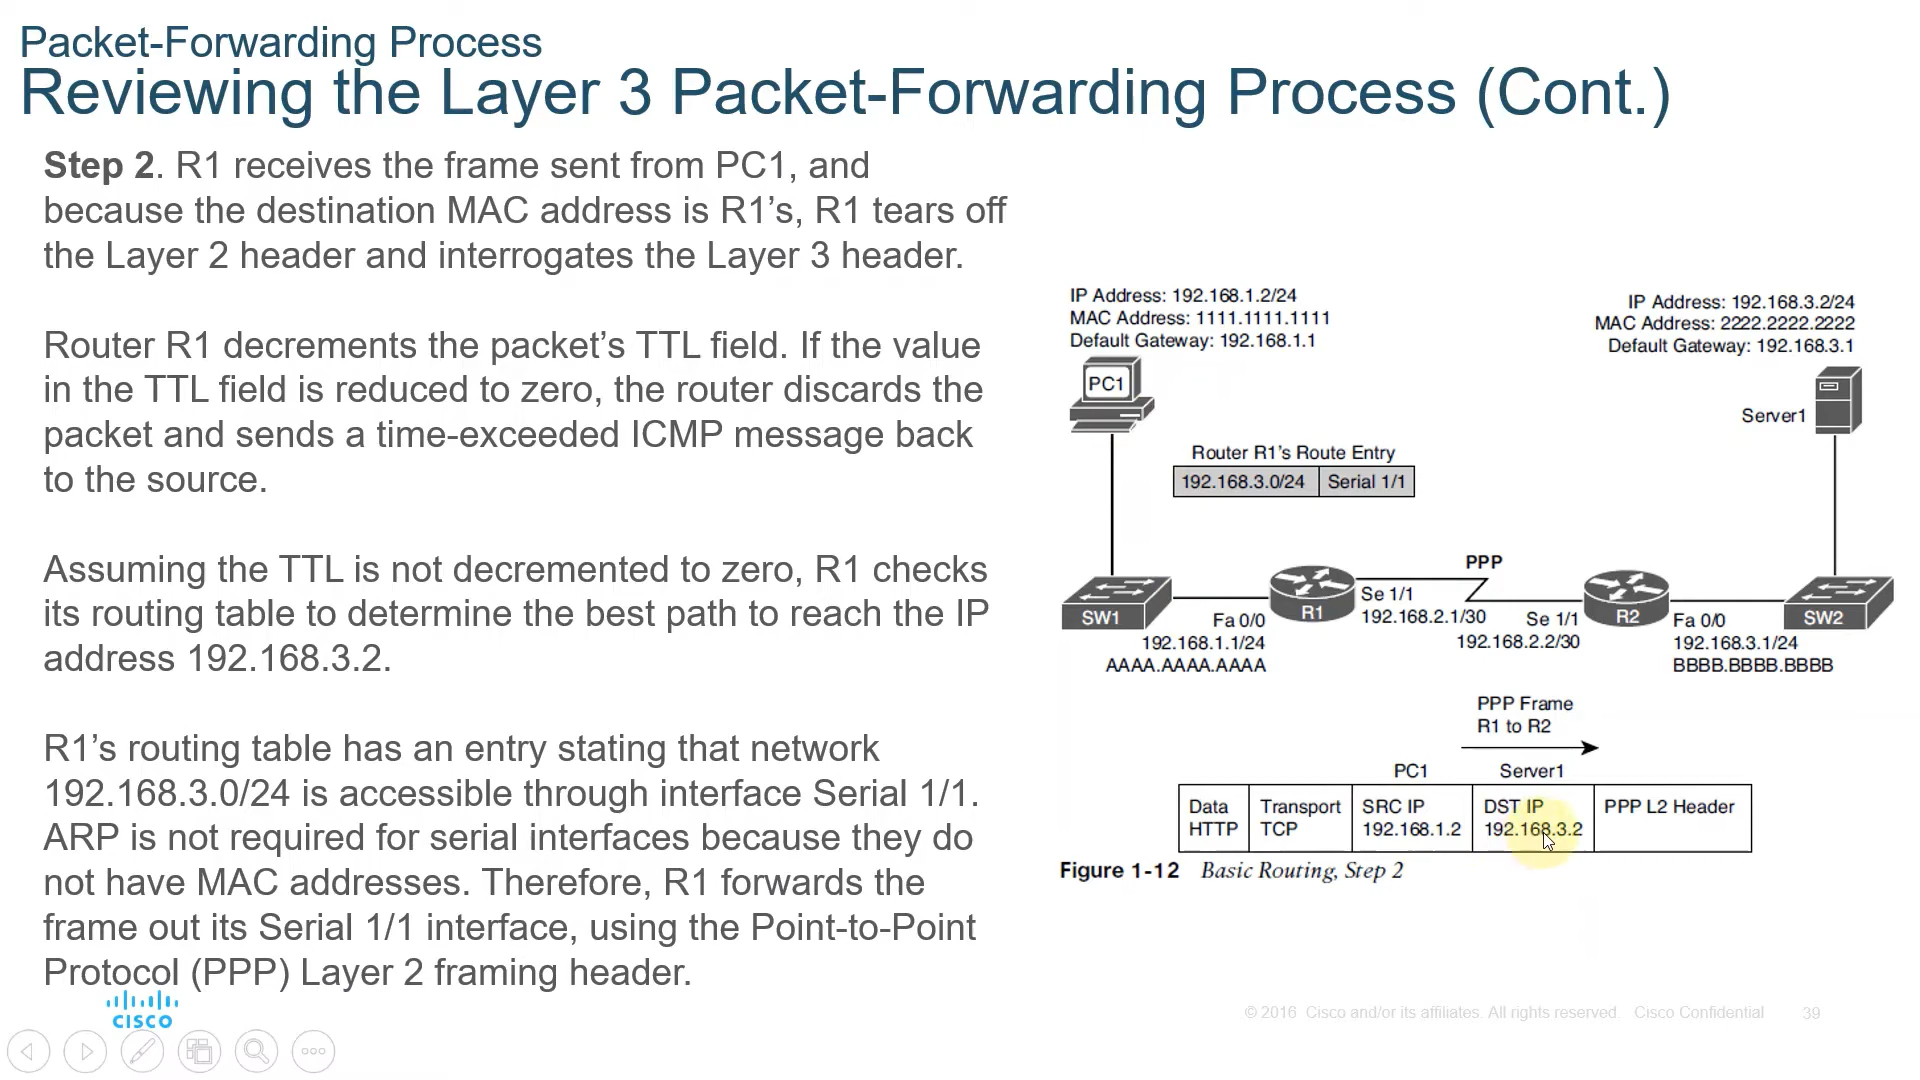 Packet-Forwarding Process
Reviewing the Layer 3 Packet-Forwarding Process (Cont.)
Step 2. R1 receives the frame sent from PC1, and
because the destination MAC address is R1’s, R1 tears off
the Layer 2 header and interrogates the Layer 3 header.
Router R1 decrements the packet’s TTL field. If the value
in the TTL field is reduced to zero, the router discards the
packet and sends a time-exceeded ICMP message back
to the source.
Assuming the TTL is not decremented to zero, R1 checks
its routing table to determine the best path to reach the IP
address 192.168.3.2.
R1’s routing table has an entry stating that network
192.168.3.0/24 is accessible through interface Serial 1/1.
ARP is not required for serial interfaces because they do
not have MAC addresses. Therefore, R1 forwards the
frame out its Serial 1/1 interface, using the Point-to-Point
Protocol (PPP) Layer 2 framing header.
IP Address: 192.168.1.2/24
MAC Address: 1111.1111.1111
Default Gateway: 192.168.1.1
IP Address: 192.168.3.2/24
MAC Address: 2222.2222.2222
Default Gateway: 192.168.3.1
PC1
Server1
Router R1’s Route Entry
192.168.3.0/24 Serial 1/1
PPP
SW1
R1
R2
SW2
Fa 0/0
192.168.1.1/24
AAAA.AAAA.AAAA
Se 1/1
192.168.2.1/30
Se 1/1
192.168.2.2/30
Fa 0/0
192.168.3.1/24
BBBB.BBBB.BBBB
PPP Frame
R1 to R2
PC1 Server1
Data Transport SRC IP DST IP PPP L2 Header
HTTP TCP 192.168.1.2 192.168.3.2
Figure 1-12 Basic Routing, Step 2
CISCO
© 2016 Cisco and/or its affiliates. All rights reserved. Cisco Confidential 39